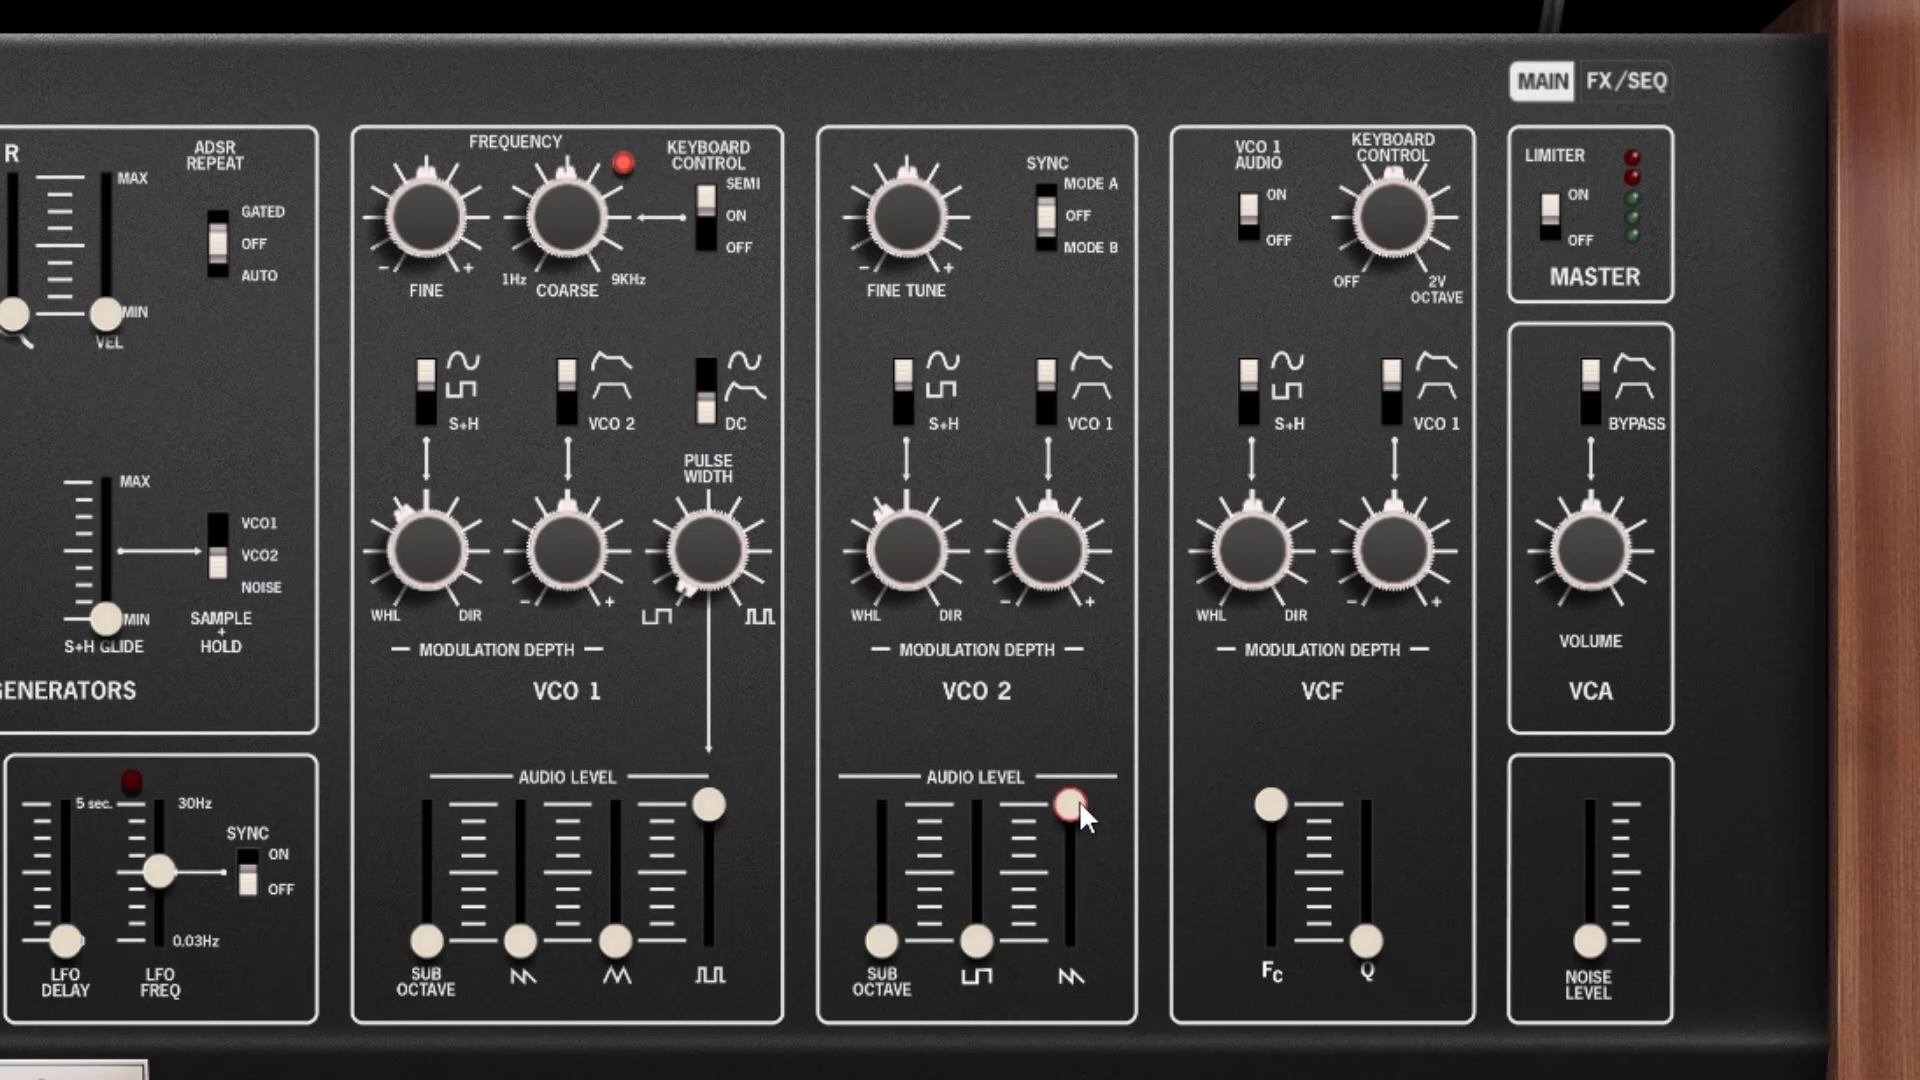 MAIN FX/SEQ
R
ADSR
REPEAT
MAX
GATED
OFF
AUTO
MIN
VEL
MAX
VCO1
VCO2
NOISE
MIN
S+H GLIDE
SAMPLE
+
HOLD
GENERATORS
5 sec.
30Hz
SYNC
ON
OFF
0.03Hz
LFO
DELAY
LFO
FREQ
FREQUENCY
KEYBOARD
CONTROL
SEMI
ON
OFF
− +
FINE
1Hz
9KHz
COARSE
S+H
VCO 2
DC
PULSE
WIDTH
WHL DIR
− +
MODULATION DEPTH
VCO 1
AUDIO LEVEL
SUB
OCTAVE
SYNC
MODE A
OFF
MODE B
− +
FINE TUNE
S+H
VCO 1
WHL DIR
− +
MODULATION DEPTH
VCO 2
AUDIO LEVEL
SUB
OCTAVE
VCO 1
AUDIO
ON
OFF
KEYBOARD
CONTROL
OFF
2V
OCTAVE
S+H
VCO 1
WHL DIR
− +
MODULATION DEPTH
VCF
FC
Q
LIMITER
ON
OFF
MASTER
BYPASS
VOLUME
VCA
NOISE
LEVEL